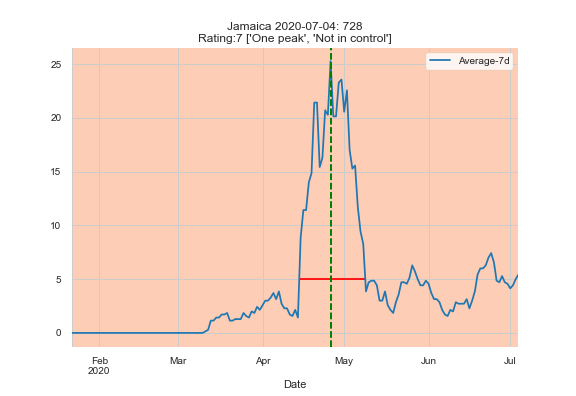 Jamaica 2020-07-04: 728
Rating:7 ['One peak', 'Not in control']
Average-7d
25
20
15
10
5
0
Feb
2020
Mar
Apr
May
Jun
Jul
Date